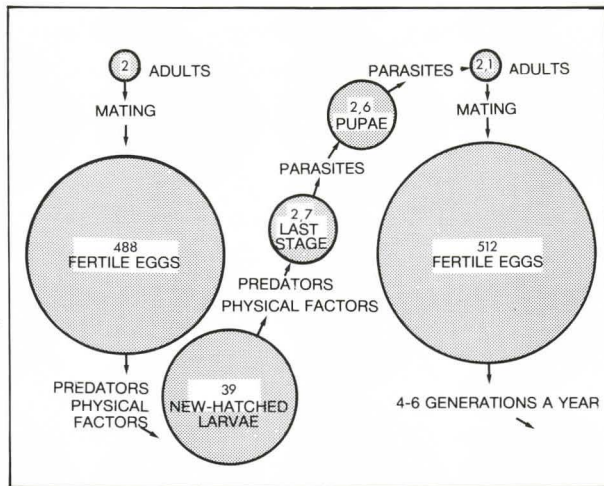 2
ADULTS
MATING
488
FERTILE EGGS
PREDATORS
PHYSICAL
FACTORS
39
NEW-HATCHED
LARVAE
PREDATORS
PHYSICAL FACTORS
2,7
LAST
STAGE
PARASITES
2,6
PUPAE
PARASITES
2,1
ADULTS
MATING
512
FERTILE EGGS
4-6 GENERATIONS A YEAR